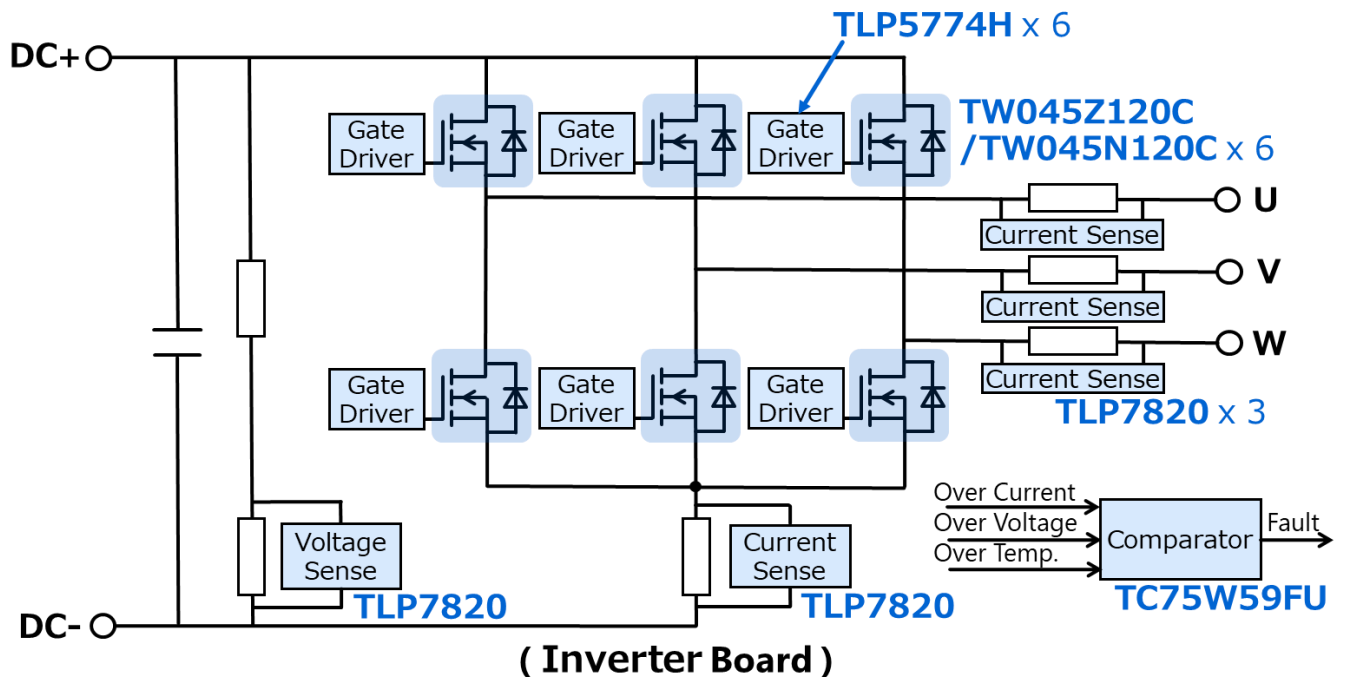 TLP5774H x 6
DC+
Gate
Driver
Gate
Driver
Gate
Driver
TW045Z120C
/TW045N120C x 6
U
Current Sense
V
Current Sense
W
Current Sense
TLP7820 x 3
Gate
Driver
Gate
Driver
Gate
Driver
Voltage
Sense
TLP7820
Current
Sense
TLP7820
Over Current
Over Voltage
Over Temp.
Comparator
Fault
TC75W59FU
DC-
( Inverter Board )